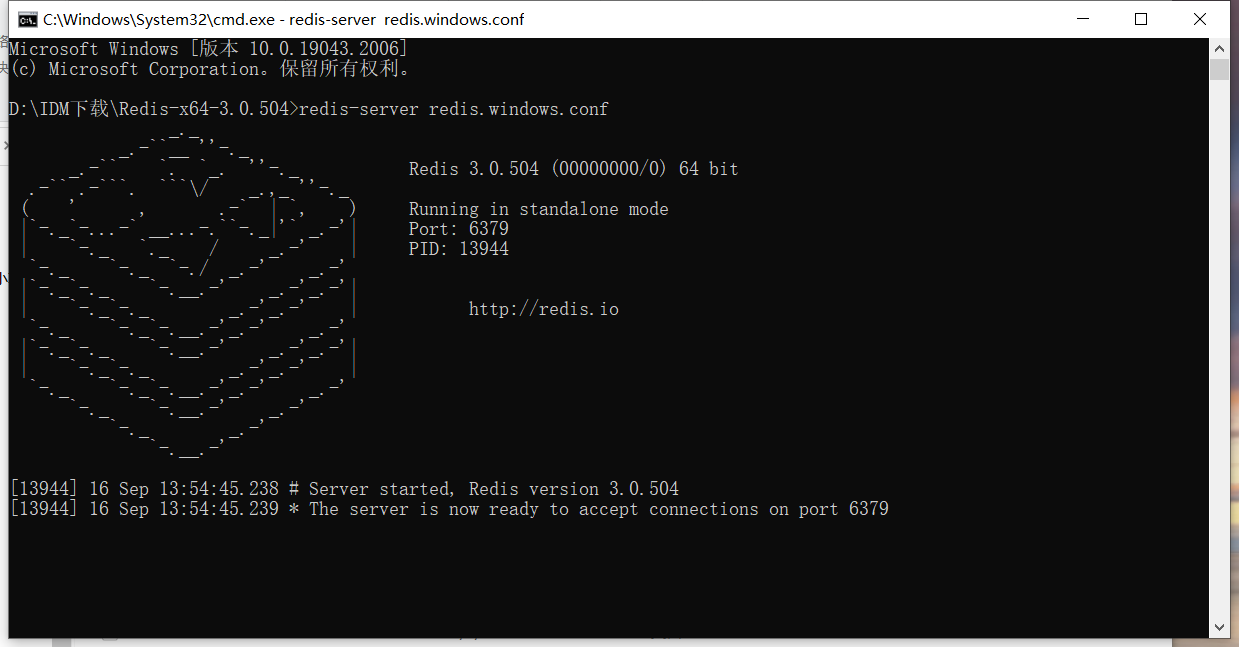 C:\Windows\System32\cmd.exe - redis-server  redis.windows.conf
Microsoft Windows [版本 10.0.19043.2006]
(c) Microsoft Corporation。保留所有权利。
D:\IDM下载\Redis-x64-3.0.504>redis-server redis.windows.conf
Redis 3.0.504 (00000000/0) 64 bit
Running in standalone mode
Port: 6379
PID: 13944
http://redis.io
[13944] 16 Sep 13:54:45.238 # Server started, Redis version 3.0.504
[13944] 16 Sep 13:54:45.239 * The server is now ready to accept connections on port 6379